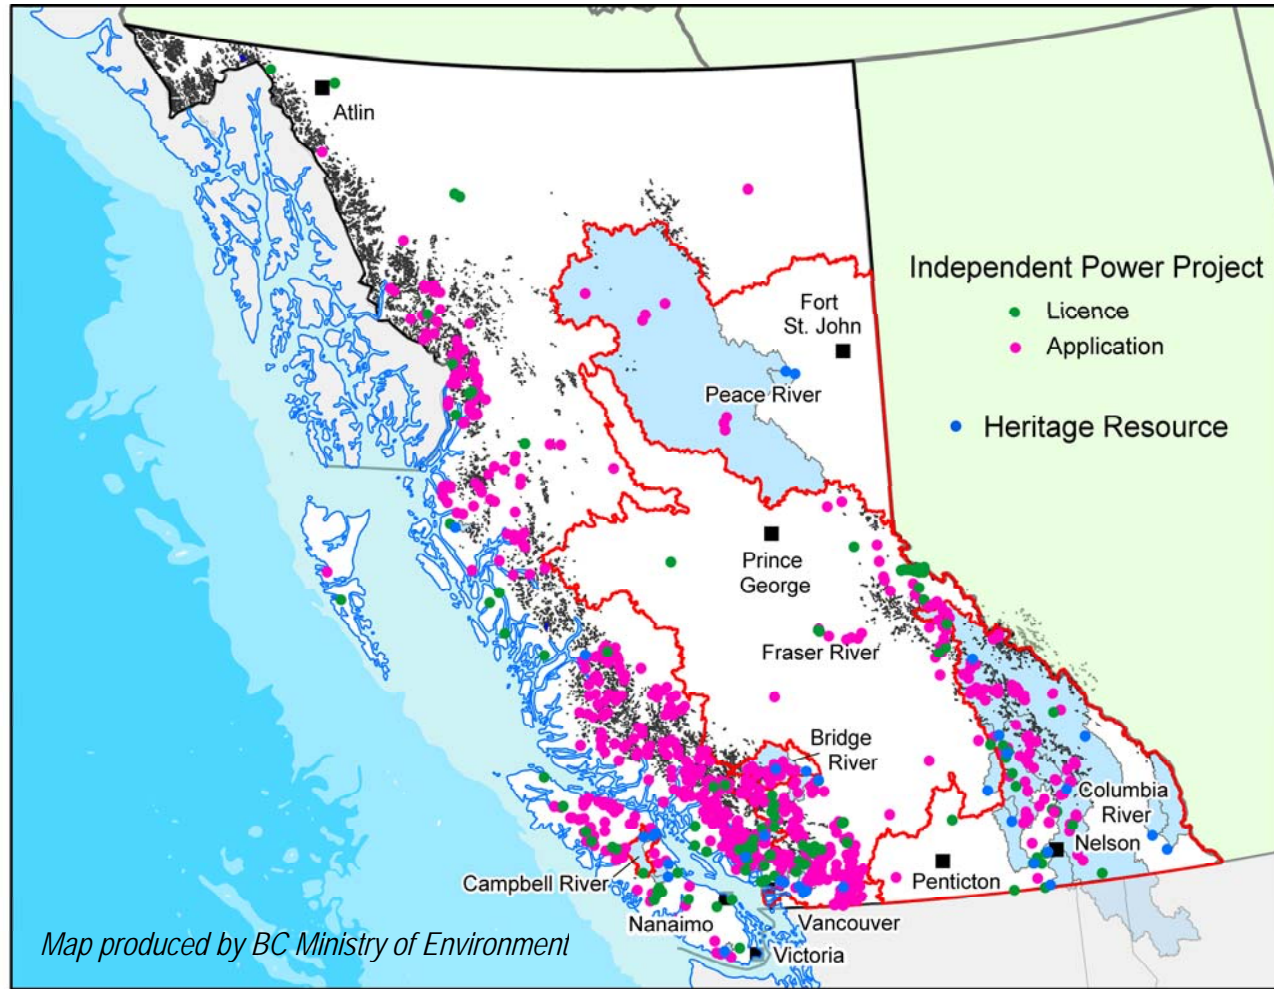 Atlin
Independent Power Project
Licence
Application
Heritage Resource
Fort
St. John
Peace River
Prince
George
Fraser River
Bridge
River
Columbia
River
Nelson
Penticton
Campbell River
Nanaimo
Vancouver
Victoria
Map produced by BC Ministry of Environment